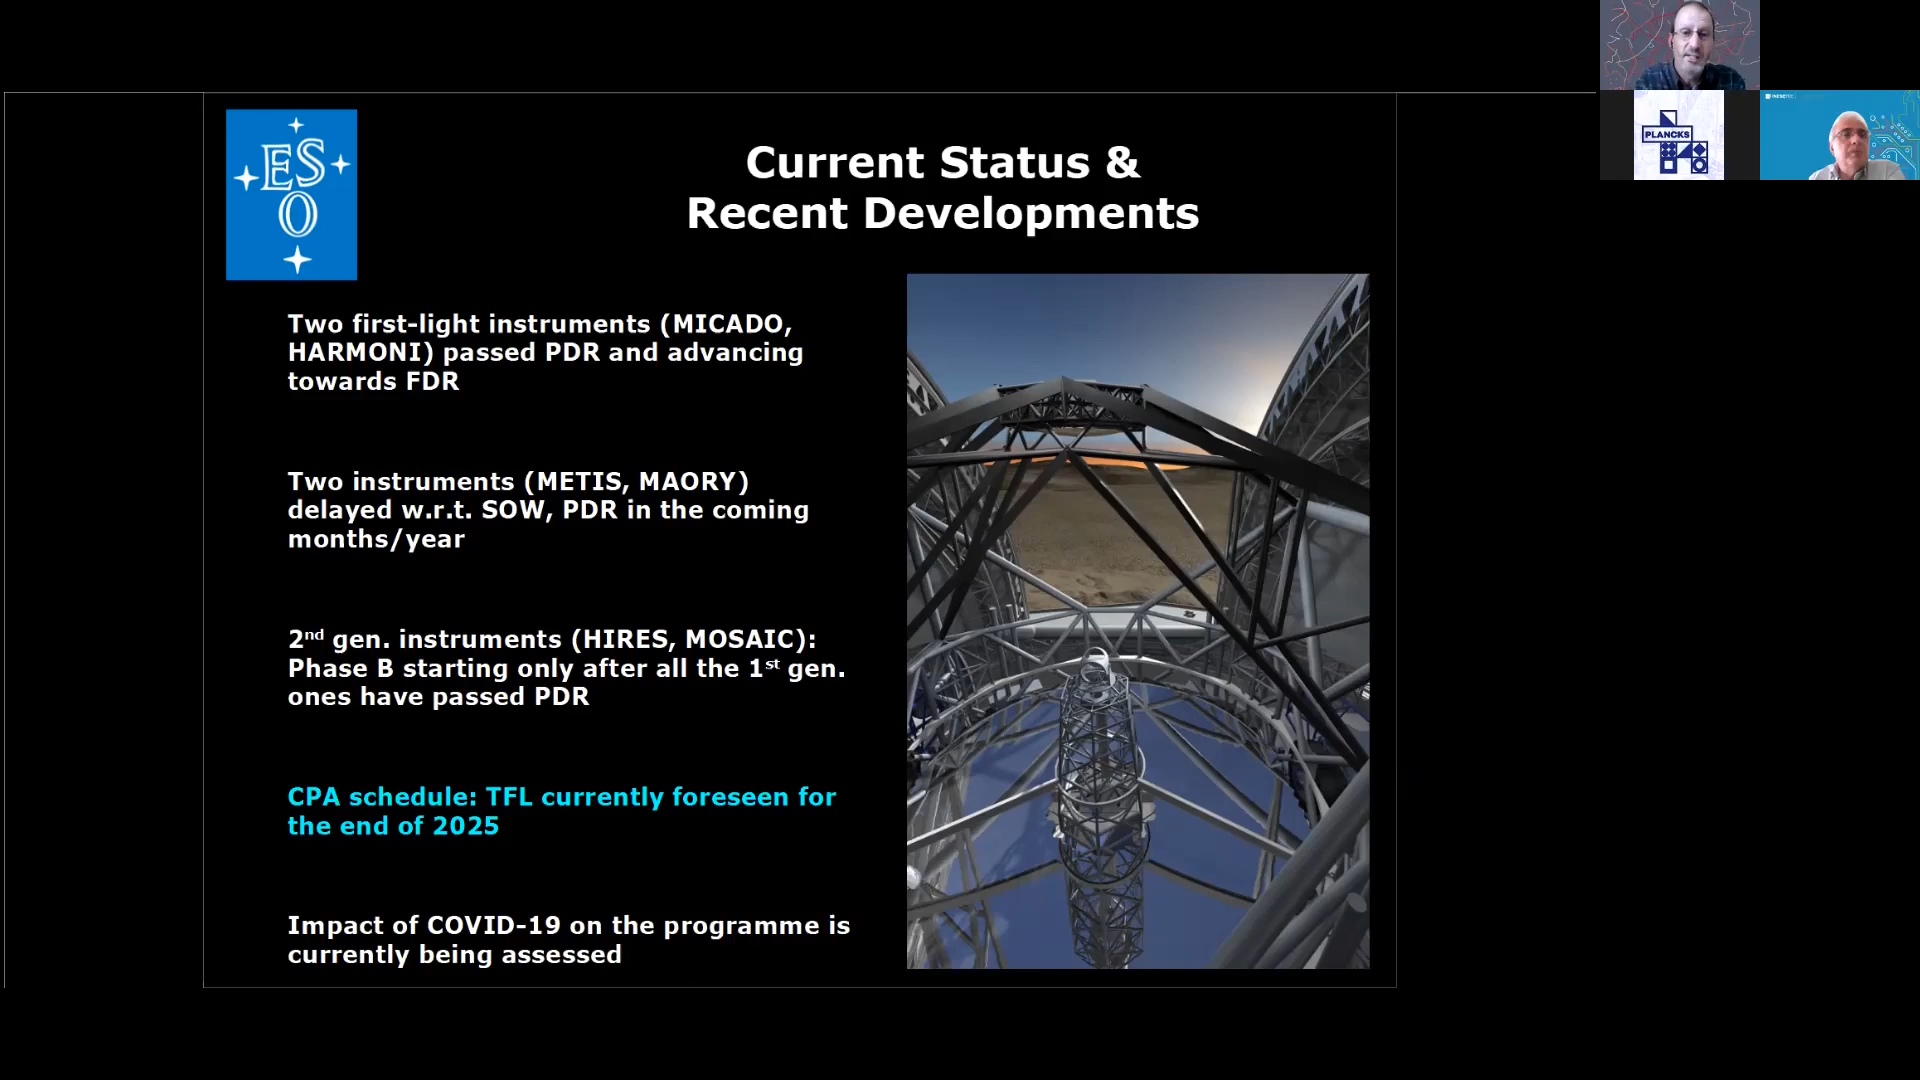 ES
O
Current Status &
Recent Developments
Two first-light instruments (MICADO,
HARMONI) passed PDR and advancing
towards FDR
Two instruments (METIS, MAORY)
delayed w.r.t. SOW, PDR in the coming
months/year
2nd gen. instruments (HIRES, MOSAIC):
Phase B starting only after all the 1st gen.
ones have passed PDR
CPA schedule: TFL currently foreseen for
the end of 2025
Impact of COVID-19 on the programme is
currently being assessed
PLANCKS